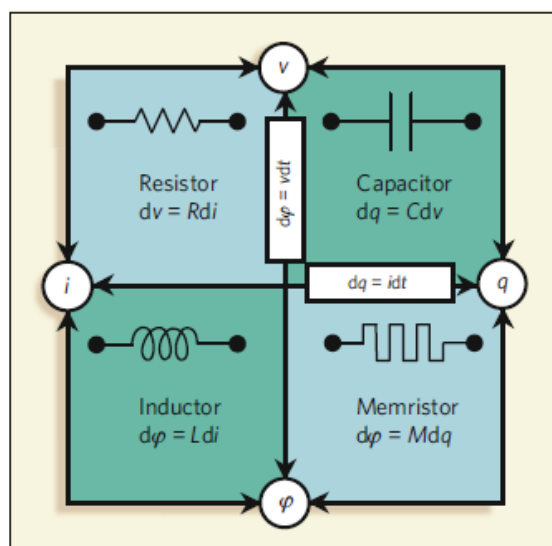 v
Resistor
dv = Rdi
Capacitor
dq = Cdv
dφ = vdt
i
dq = idt
q
Inductor
dφ = Ldi
Memristor
dφ = Mdq
φ